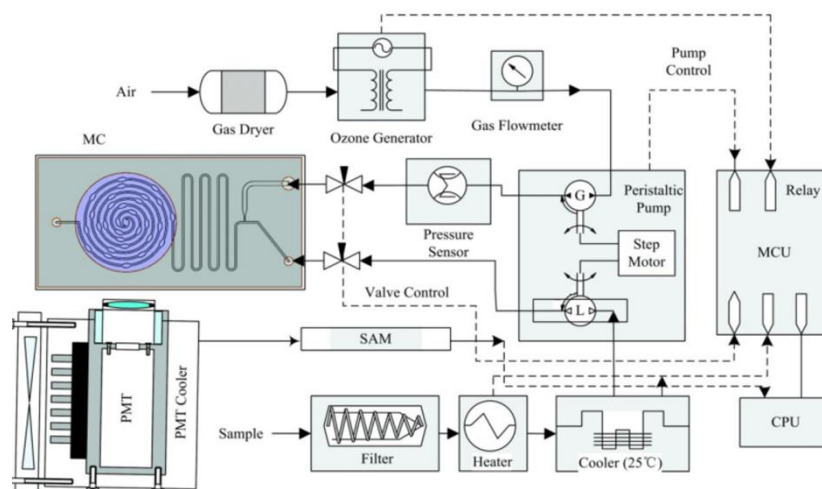 Air
Gas Dryer
Ozone Generator
Gas Flowmeter
Pump
Control
MC
Pressure
Sensor
G
Peristaltic
Pump
Step
Motor
L
Relay
MCU
Valve Control
SAM
PMT
PMT Cooler
Sample
Filter
Heater
Cooler (25℃)
CPU